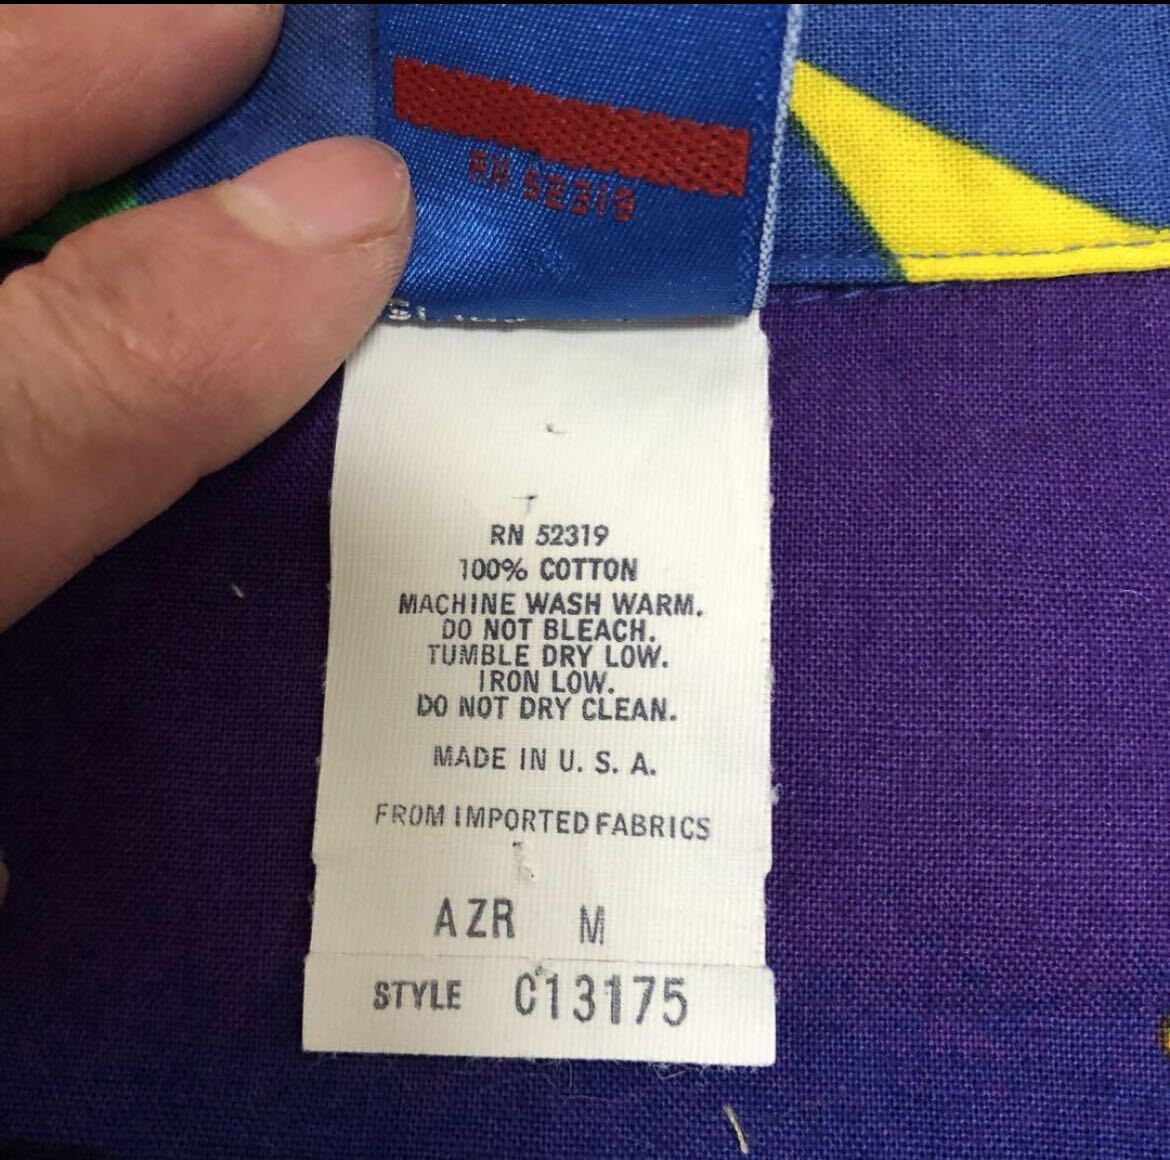 RN 52319
RN 52319
100% COTTON
MACHINE WASH WARM.
DO NOT BLEACH.
TUMBLE DRY LOW.
IRON LOW.
DO NOT DRY CLEAN.
MADE IN U. S. A.
FROM IMPORTED FABRICS
AZR M
STYLE C13175